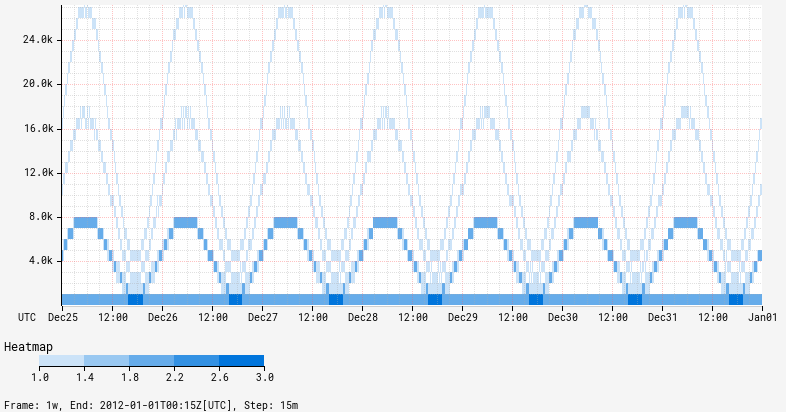 24.0k
20.0k
16.0k
12.0k
8.0k
4.0k
UTC Dec25 12:00 Dec26 12:00 Dec27 12:00 Dec28 12:00 Dec29 12:00 Dec30 12:00 Dec31 12:00 Jan01
Heatmap
1.0 1.4 1.8 2.2 2.6 3.0
Frame: 1w, End: 2012-01-01T00:15Z[UTC], Step: 15m